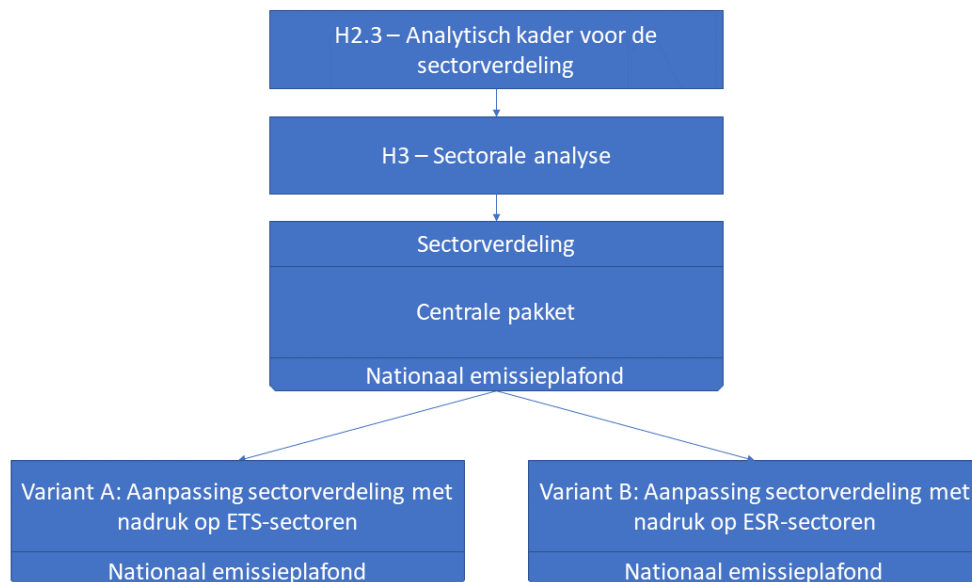 H2.3 – Analytisch kader voor de
sectorverdeling
H3 – Sectorale analyse
Sectorverdeling
Centrale pakket
Nationaal emissieplafond
Variant A: Aanpassing sectorverdeling met
nadruk op ETS-sectoren
Nationaal emissieplafond
Variant B: Aanpassing sectorverdeling met
nadruk op ESR-sectoren
Nationaal emissieplafond